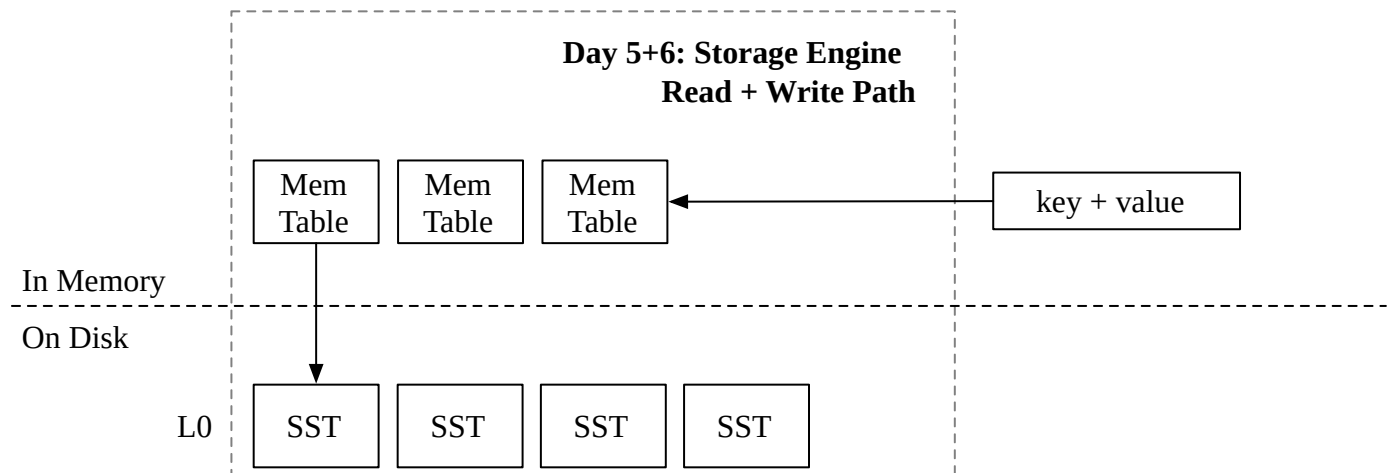 Day 5+6: Storage Engine
Read + Write Path
Mem
Table
Mem
Table
Mem
Table
key + value
In Memory
On Disk
L0
SST
SST
SST
SST